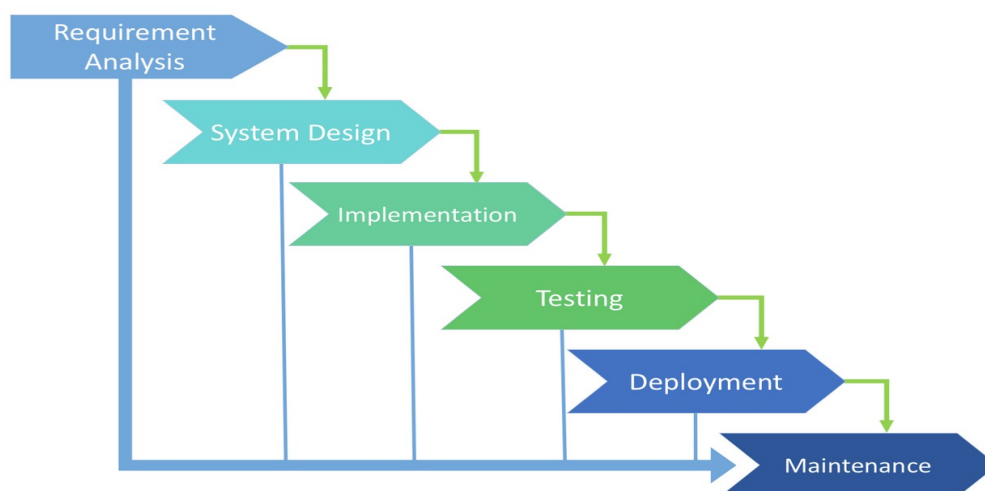 Requirement
Analysis
System Design
Implementation
Testing
Deployment
Maintenance